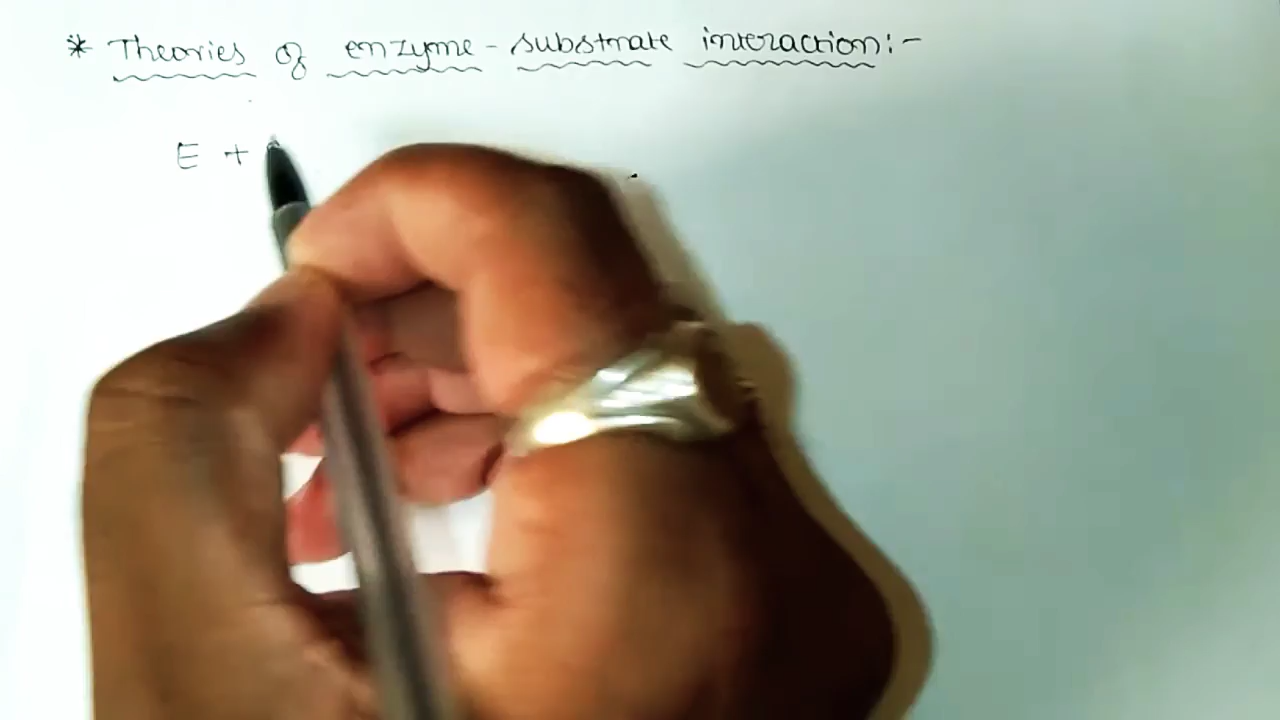 * Theories of enzyme - substrate interaction:-
E +